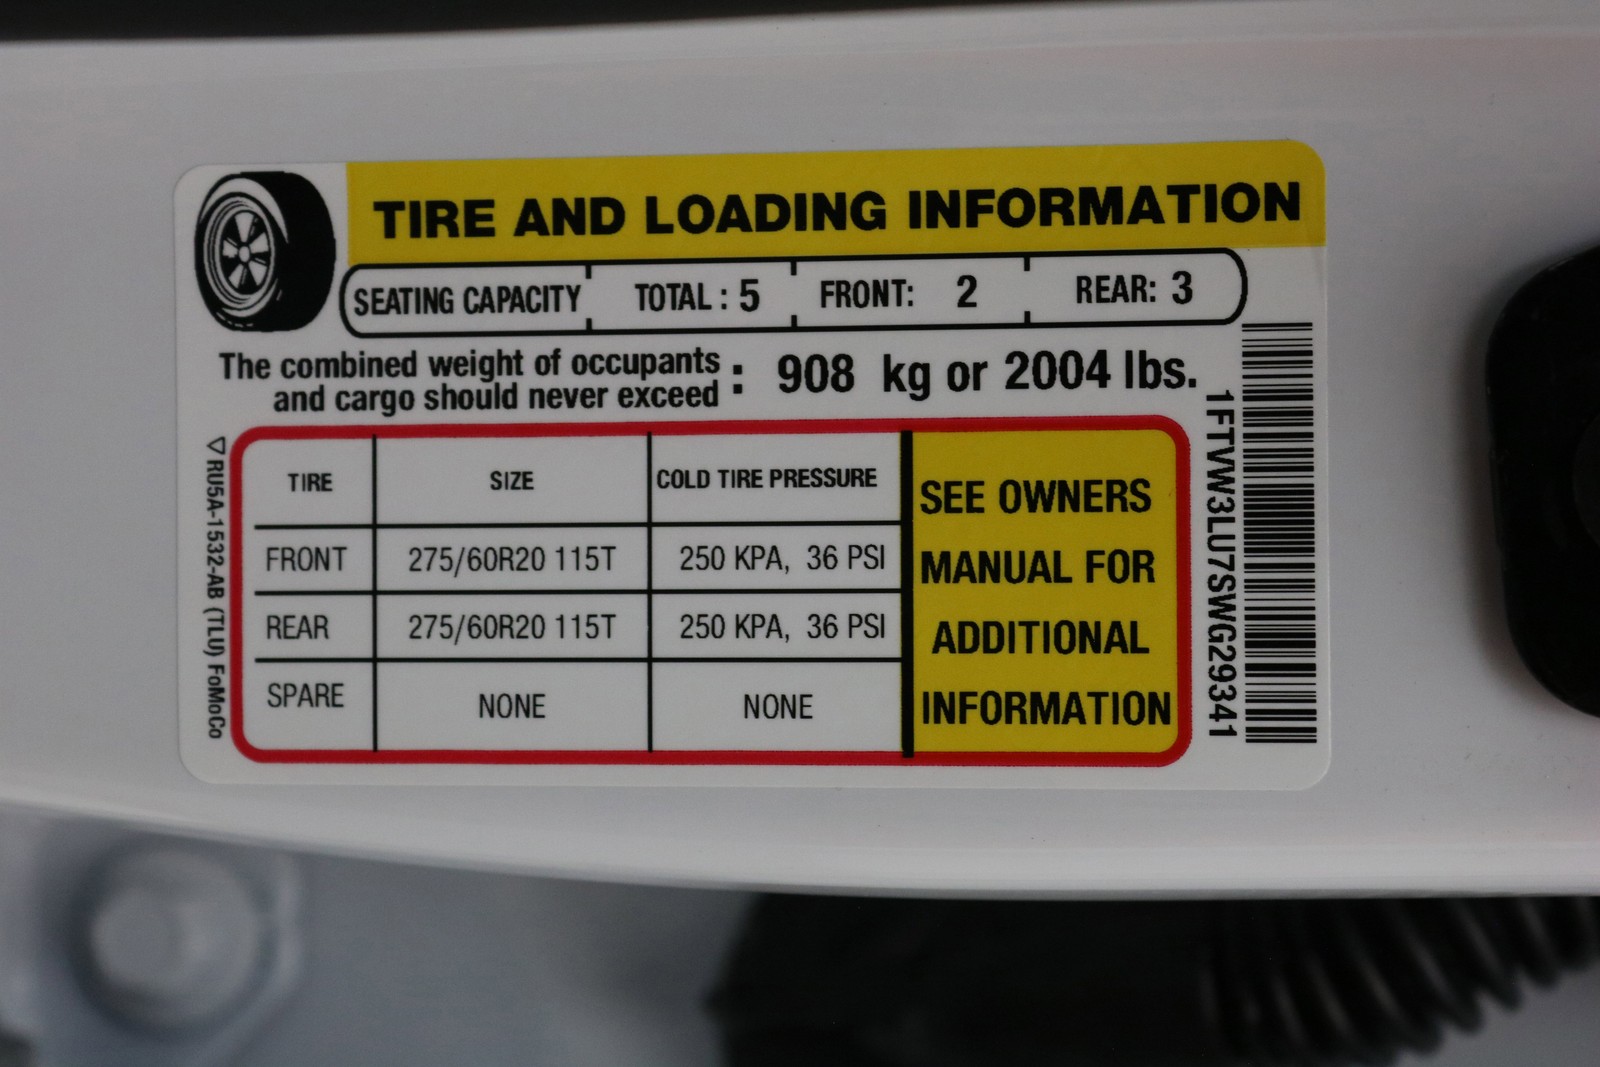 TIRE AND LOADING INFORMATION
SEATING CAPACITY TOTAL : 5 FRONT: 2 REAR: 3
The combined weight of occupants
and cargo should never exceed : 908 kg or 2004 lbs.
TIRE SIZE COLD TIRE PRESSURE
FRONT 275/60R20 115T 250 KPA, 36 PSI
REAR 275/60R20 115T 250 KPA, 36 PSI
SPARE NONE NONE
SEE OWNERS
MANUAL FOR
ADDITIONAL
INFORMATION
1FTVW3LU7SWG29341
RU5A-1532-AB (TLU) FoMoCo